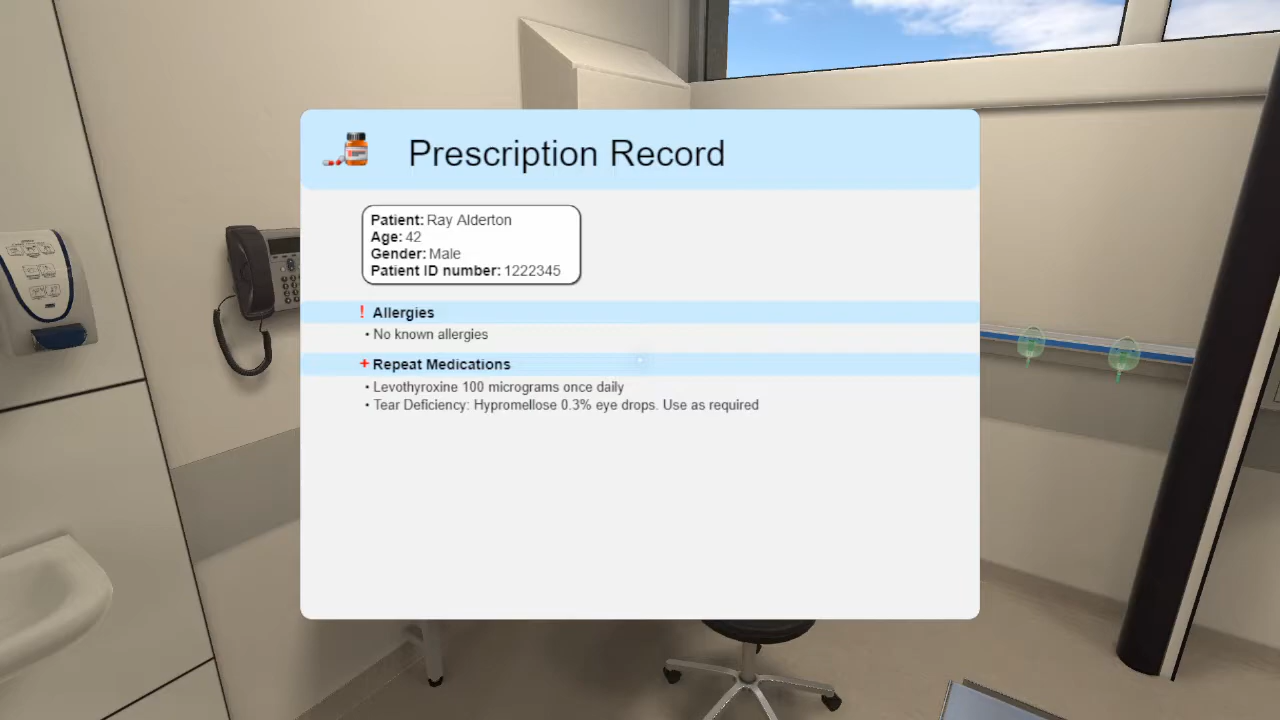 Prescription Record
Patient: Ray Alderton
Age: 42
Gender: Male
Patient ID number: 1222345
! Allergies
• No known allergies
+ Repeat Medications
• Levothyroxine 100 micrograms once daily
• Tear Deficiency: Hypromellose 0.3% eye drops. Use as required